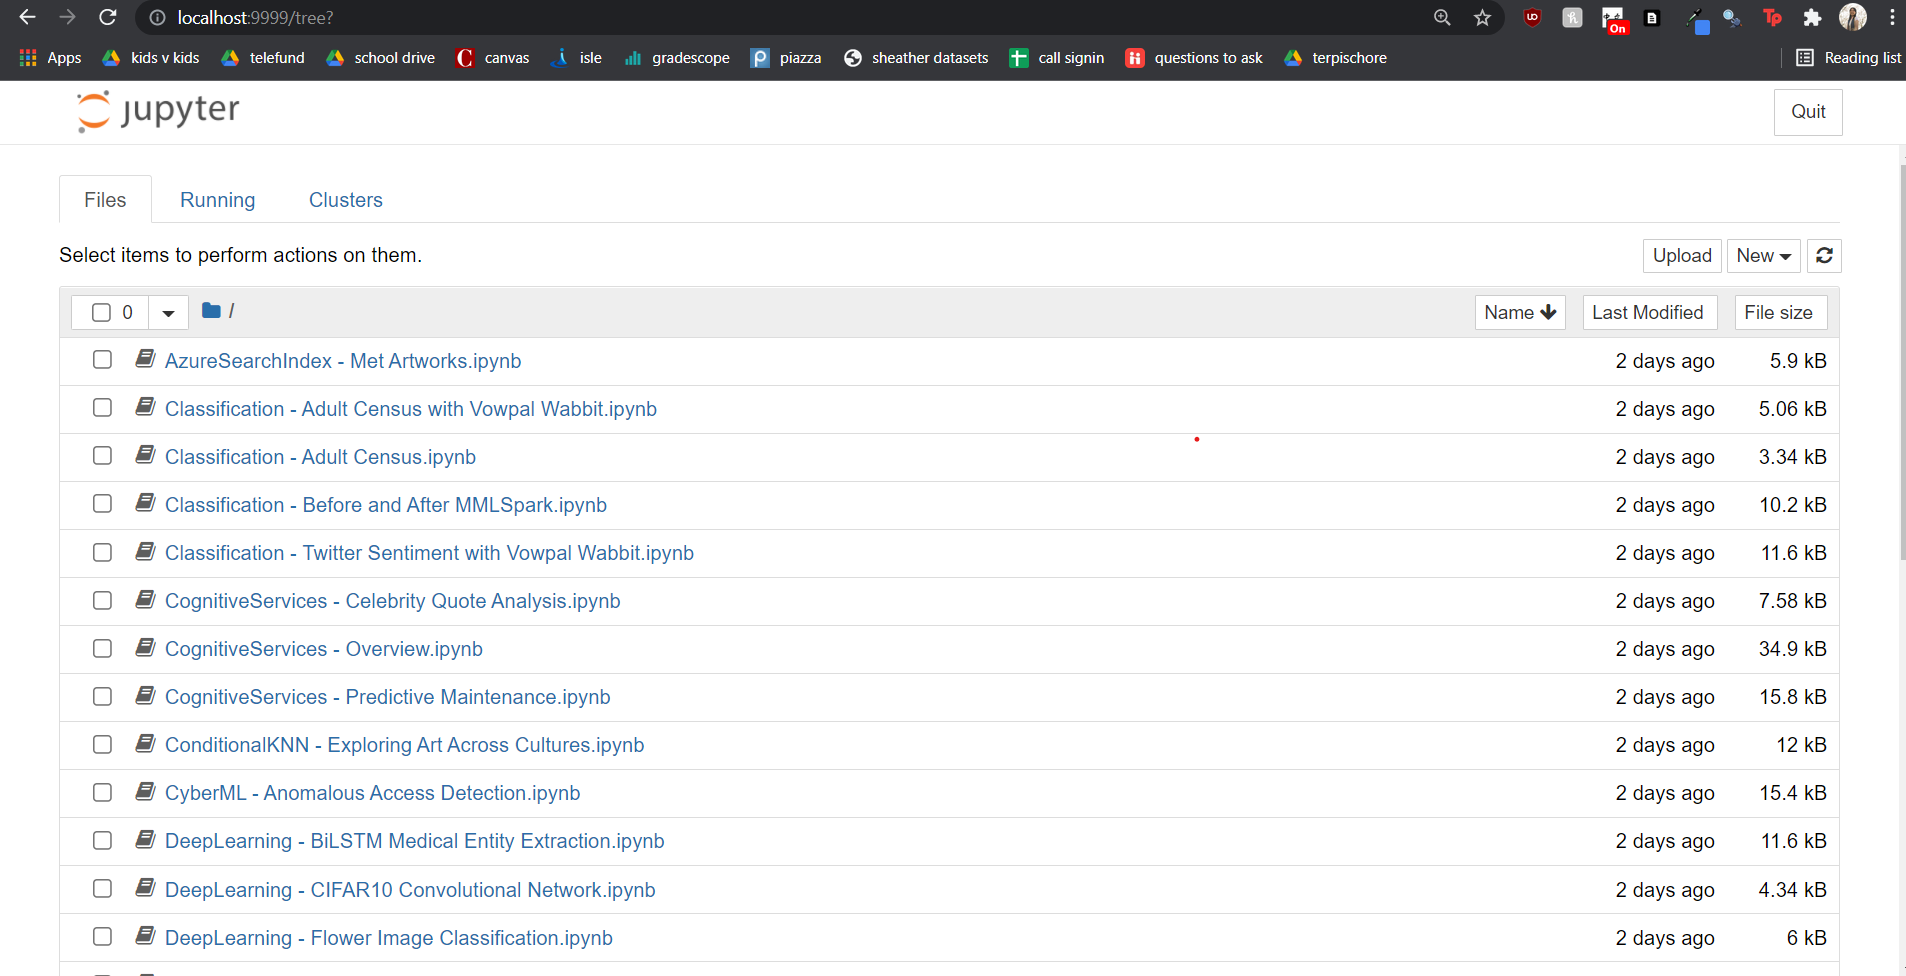 localhost:9999/tree?
On
Apps kids v kids telefund school drive canvas isle gradescope piazza sheather datasets call signin questions to ask terpischore Reading list
jupyter Quit
Files Running Clusters
Select items to perform actions on them. Upload New
0 / Name Last Modified File size
AzureSearchIndex - Met Artworks.ipynb 2 days ago 5.9 kB
Classification - Adult Census with Vowpal Wabbit.ipynb 2 days ago 5.06 kB
Classification - Adult Census.ipynb 2 days ago 3.34 kB
Classification - Before and After MMLSpark.ipynb 2 days ago 10.2 kB
Classification - Twitter Sentiment with Vowpal Wabbit.ipynb 2 days ago 11.6 kB
CognitiveServices - Celebrity Quote Analysis.ipynb 2 days ago 7.58 kB
CognitiveServices - Overview.ipynb 2 days ago 34.9 kB
CognitiveServices - Predictive Maintenance.ipynb 2 days ago 15.8 kB
ConditionalKNN - Exploring Art Across Cultures.ipynb 2 days ago 12 kB
CyberML - Anomalous Access Detection.ipynb 2 days ago 15.4 kB
DeepLearning - BiLSTM Medical Entity Extraction.ipynb 2 days ago 11.6 kB
DeepLearning - CIFAR10 Convolutional Network.ipynb 2 days ago 4.34 kB
DeepLearning - Flower Image Classification.ipynb 2 days ago 6 kB